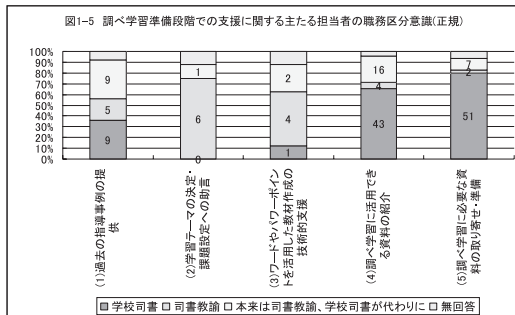 図1-5 調べ学習準備段階での支援に関する主たる担当者の職務区分意識(正規)
100%
90%
80%
70%
60%
50%
40%
30%
20%
10%
0%
9
5
9
1
6
0
2
4
1
16
4
43
7
2
51
(1)過去の指導事例の提
供
(2)学習テーマの決定・
課題設定への助言
(3)ワードやパワーポイン
トを活用した教材作成の
技術的支援
(4)調べ学習に活用でき
る資料の紹介
(5)調べ学習に必要な資
料の取り寄せ・準備
学校司書 司書教諭 本来は司書教諭、学校司書が代わりに 無回答